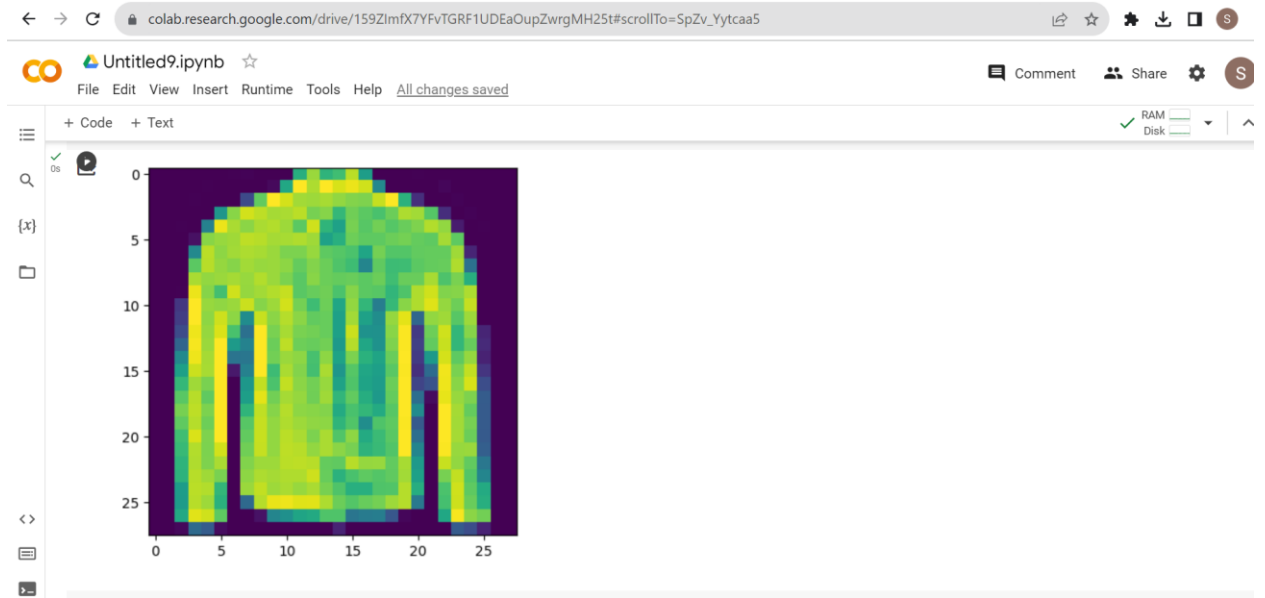 colab.research.google.com/drive/159ZImfX7YFvTGRF1UDEaOupZwrgMH25t#scrollTo=SpZv_Yytcaa5
S
CO
Untitled9.ipynb
File Edit View Insert Runtime Tools Help All changes saved
Comment Share S
+ Code + Text
RAM
Disk
0s
{x}
0
5
10
15
20
25
0 5 10 15 20 25